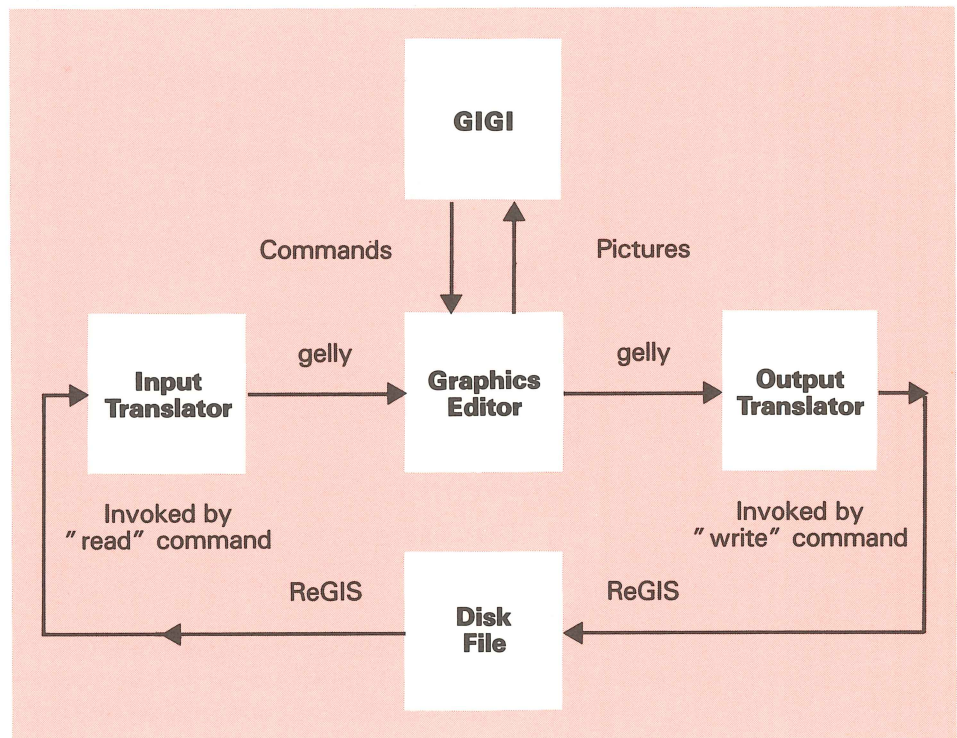 GIGI
Commands
Pictures
gelly
gelly
Input
Translator
Graphics
Editor
Output
Translator
Invoked by
"read" command
Invoked by
"write" command
ReGIS
ReGIS
Disk
File